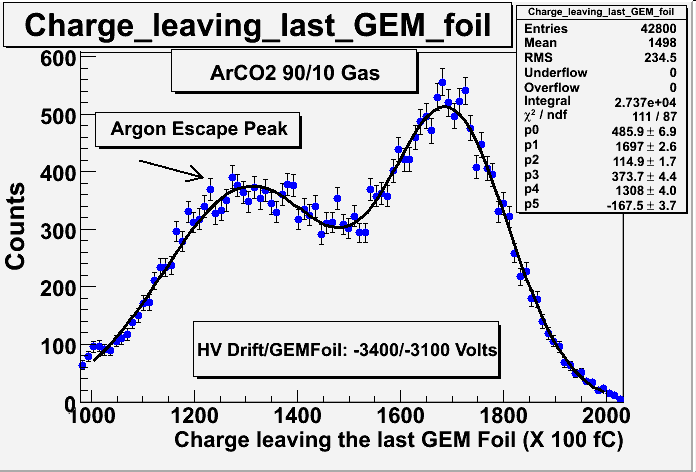 Charge_leaving_last_GEM_foil
Charge_leaving_last_GEM_foil
Entries 42800
Mean 1498
RMS 234.5
Underflow 0
Overflow 0
Integral 2.737e+04
χ² / ndf 111 / 87
p0 485.9 ± 6.9
p1 1697 ± 2.6
p2 114.9 ± 1.7
p3 373.7 ± 4.4
p4 1308 ± 4.0
p5 -167.5 ± 3.7
ArCO2 90/10 Gas
Argon Escape Peak
HV Drift/GEMFoil: -3400/-3100 Volts
Counts
600
500
400
300
200
100
0
1000 1200 1400 1600 1800 2000
Charge leaving the last GEM Foil (X 100 fC)